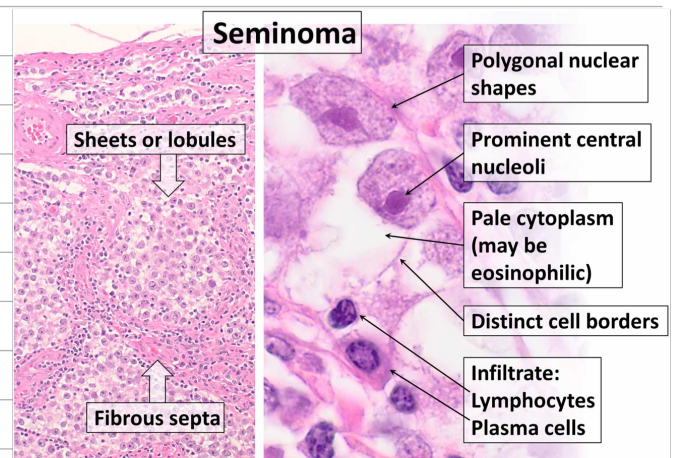 Seminoma
Sheets or lobules
Fibrous septa
Polygonal nuclear
shapes
Prominent central
nucleoli
Pale cytoplasm
(may be
eosinophilic)
Distinct cell borders
Infiltrate:
Lymphocytes
Plasma cells